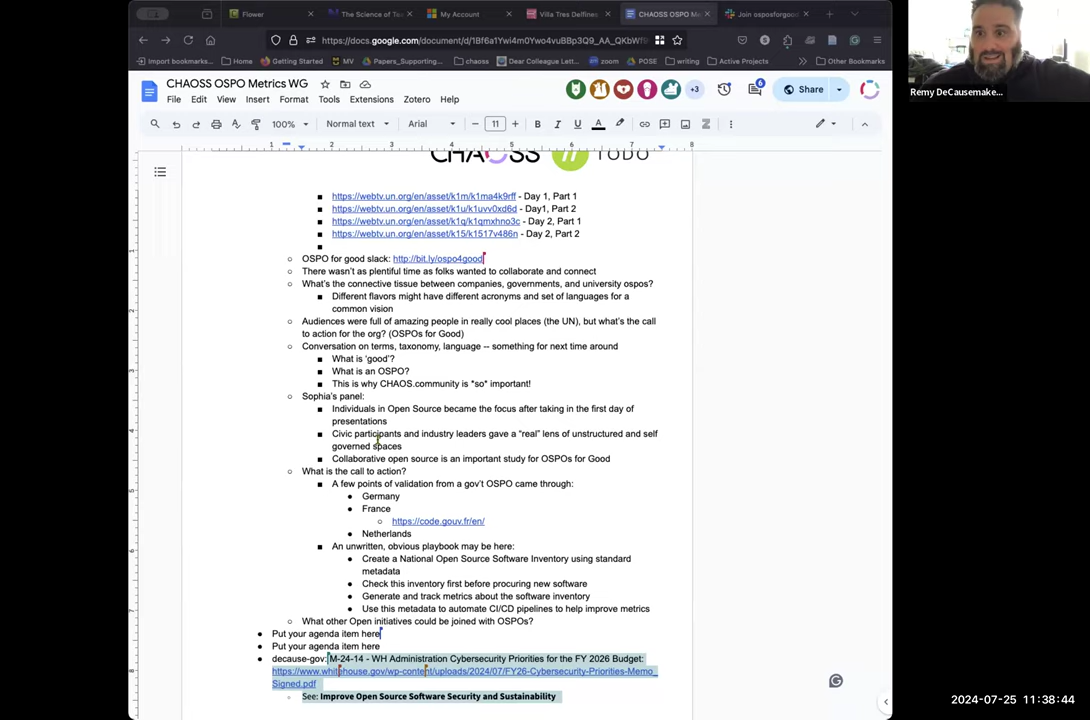 Flower
The Science of Te
My Account
Villa Tres Delfines
CHAOSS OSPO Me
Join osposforgood
https://docs.google.com/document/d/1Bf6a1Ywi4m0Ywo4vuBBp3Q9_AA_QKbWf
Import bookmarks...
Home
Getting Started
MV
Papers_Supporting...
chaoss
Dear Colleague Lett...
zoom
POSE
writing
Active Projects
Other Bookmarks
Remy DeCausemake...
CHAOSS OSPO Metrics WG
+3
6
Share
File Edit View Insert Format Tools Extensions Zotero Help
100%
Normal text
Arial
11
B I U A
1 2 3 4 5 6 7 8
CHAOSS TODO
https://webtv.un.org/en/asset/k1m/k1ma4k9rff - Day 1, Part 1
https://webtv.un.org/en/asset/k1u/k1uvv0xd6d - Day1, Part 2
https://webtv.un.org/en/asset/k1q/k1qmxhno3c - Day 2, Part 1
https://webtv.un.org/en/asset/k15/k1517v486n - Day 2, Part 2
OSPO for good slack: http://bit.ly/ospo4good
There wasn't as plentiful time as folks wanted to collaborate and connect
What's the connective tissue between companies, governments, and university ospos?
Different flavors might have different acronyms and set of languages for a
common vision
Audiences were full of amazing people in really cool places (the UN), but what's the call
to action for the org? (OSPOs for Good)
Conversation on terms, taxonomy, language -- something for next time around
What is 'good'?
What is an OSPO?
This is why CHAOS.community is *so* important!
Sophia's panel:
Individuals in Open Source became the focus after taking in the first day of
presentations
Civic participants and industry leaders gave a "real" lens of unstructured and self
governed spaces
Collaborative open source is an important study for OSPOs for Good
What is the call to action?
A few points of validation from a gov't OSPO came through:
Germany
France
https://code.gouv.fr/en/
Netherlands
An unwritten, obvious playbook may be here:
Create a National Open Source Software Inventory using standard
metadata
Check this inventory first before procuring new software
Generate and track metrics about the software inventory
Use this metadata to automate CI/CD pipelines to help improve metrics
What other Open initiatives could be joined with OSPOs?
Put your agenda item here
Put your agenda item here
decause-gov: M-24-14 - WH Administration Cybersecurity Priorities for the FY 2026 Budget:
https://www.whitehouse.gov/wp-content/uploads/2024/07/FY26-Cybersecurity-Priorities-Memo_
Signed.pdf
See: Improve Open Source Software Security and Sustainability
2024-07-25 11:38:44